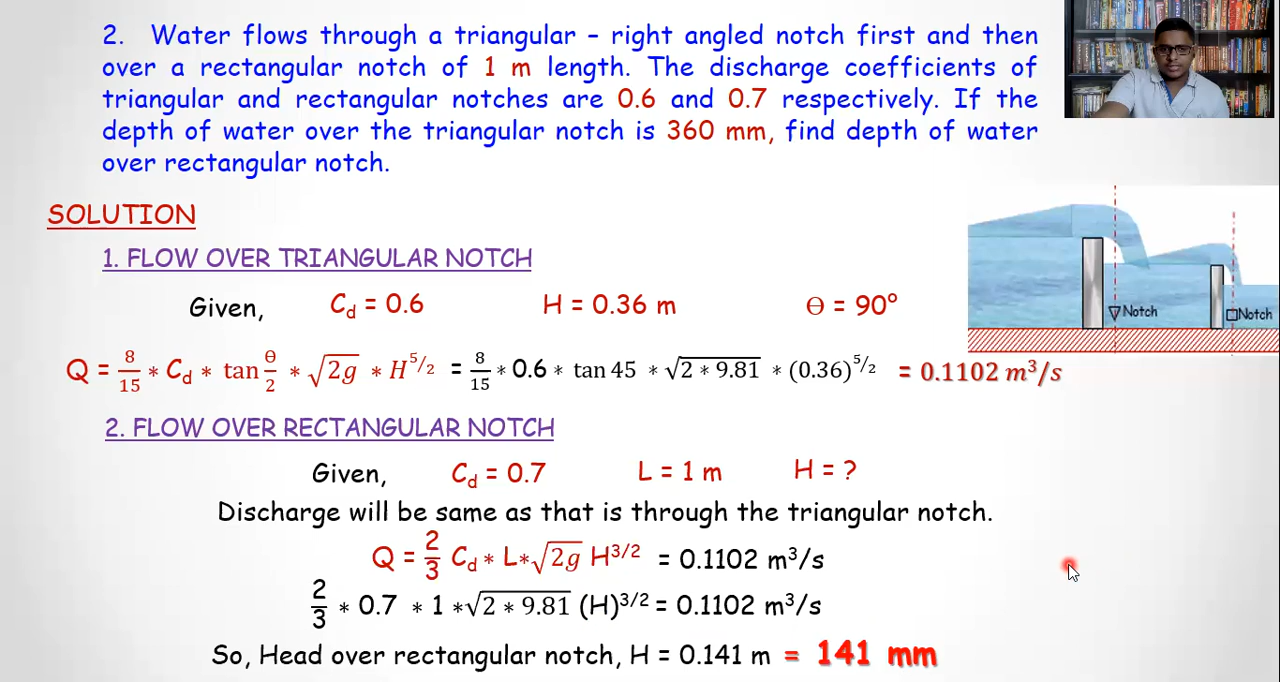 2. Water flows through a triangular – right angled notch first and then
over a rectangular notch of 1 m length. The discharge coefficients of
triangular and rectangular notches are 0.6 and 0.7 respectively. If the
depth of water over the triangular notch is 360 mm, find depth of water
over rectangular notch.
SOLUTION
1. FLOW OVER TRIANGULAR NOTCH
Given, C_d = 0.6 H = 0.36 m Ө = 90°
▽Notch □Notch
Q = 8/15 * C_d * tan Ө/2 * √2g * H^5/2 = 8/15 * 0.6 * tan 45 * √2 * 9.81 * (0.36)^5/2 = 0.1102 m³/s
2. FLOW OVER RECTANGULAR NOTCH
Given, C_d = 0.7 L = 1 m H = ?
Discharge will be same as that is through the triangular notch.
Q = 2/3 C_d * L * √2g H^3/2 = 0.1102 m³/s
2/3 * 0.7 * 1 * √2 * 9.81 (H)^3/2 = 0.1102 m³/s
So, Head over rectangular notch, H = 0.141 m = 141 mm